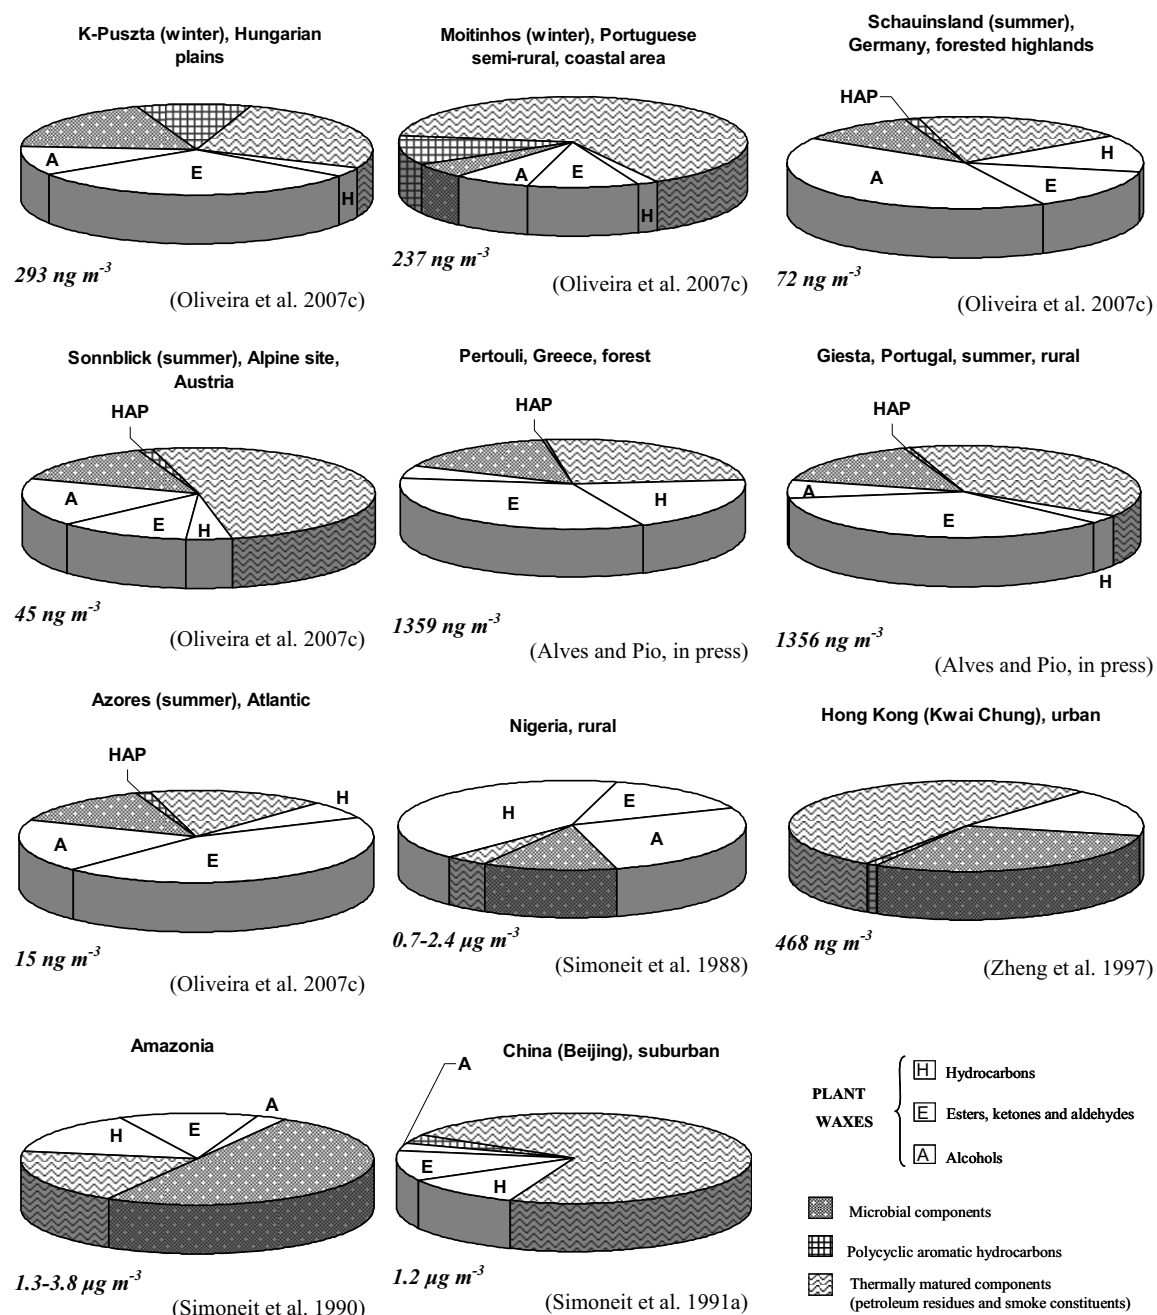 K-Puszta (winter), Hungarian
plains
A
E
H
293 ng m-3
(Oliveira et al. 2007c)
Moitinhos (winter), Portuguese
semi-rural, coastal area
A
E
H
237 ng m-3
(Oliveira et al. 2007c)
Schauinsland (summer),
Germany, forested highlands
HAP
H
A
E
72 ng m-3
(Oliveira et al. 2007c)
Sonnblick (summer), Alpine site,
Austria
HAP
A
E
H
45 ng m-3
(Oliveira et al. 2007c)
Pertouli, Greece, forest
HAP
E
H
1359 ng m-3
(Alves and Pio, in press)
Giesta, Portugal, summer, rural
HAP
A
E
H
1356 ng m-3
(Alves and Pio, in press)
Azores (summer), Atlantic
HAP
H
A
E
15 ng m-3
(Oliveira et al. 2007c)
Nigeria, rural
H
E
A
0.7-2.4 µg m-3
(Simoneit et al. 1988)
Hong Kong (Kwai Chung), urban
468 ng m-3
(Zheng et al. 1997)
Amazonia
A
H
E
1.3-3.8 µg m-3
(Simoneit et al. 1990)
China (Beijing), suburban
A
E
H
1.2 µg m-3
(Simoneit et al. 1991a)
PLANT
WAXES
H Hydrocarbons
E Esters, ketones and aldehydes
A Alcohols
Microbial components
Polycyclic aromatic hydrocarbons
Thermally matured components
(petroleum residues and smoke constituents)